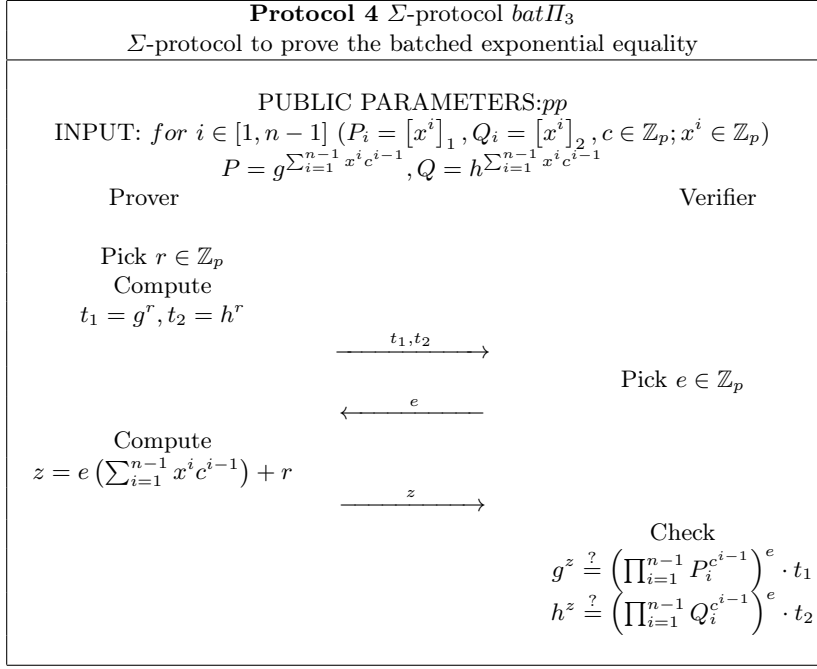 Protocol 4 Σ-protocol batΠ₃
Σ-protocol to prove the batched exponential equality
PUBLIC PARAMETERS:pp
INPUT: for i ∈ [1, n − 1] (P_i = [x^i]_1, Q_i = [x^i]_2, c ∈ ℤ_p; x^i ∈ ℤ_p)
P = g^{∑_{i=1}^{n−1} x^i c^{i−1}}, Q = h^{∑_{i=1}^{n−1} x^i c^{i−1}}
Prover Verifier
Pick r ∈ ℤ_p
Compute
t_1 = g^r, t_2 = h^r
t_1,t_2
Pick e ∈ ℤ_p
e
Compute
z = e (∑_{i=1}^{n−1} x^i c^{i−1}) + r
z
Check
g^z ≟ (∏_{i=1}^{n−1} P_i^{c^{i−1}})^e · t_1
h^z ≟ (∏_{i=1}^{n−1} Q_i^{c^{i−1}})^e · t_2